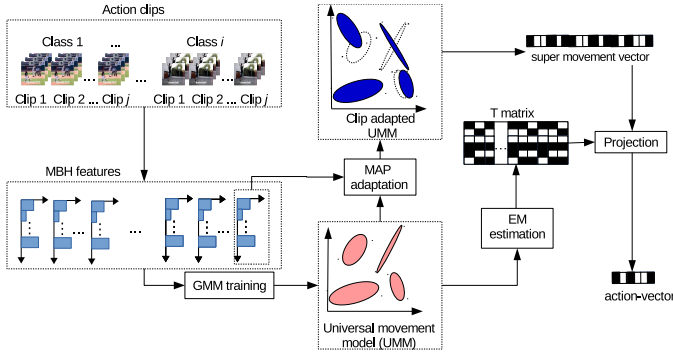 Action clips
Class 1
...
Class i
... ... ...
Clip 1 Clip 2 ... Clip j
Clip 1 Clip 2 ... Clip j
MBH features
... ... ... ... ...
GMM training
MAP
adaptation
Clip adapted
UMM
Universal movement
model (UMM)
EM
estimation
T matrix
...
super movement vector
Projection
action-vector